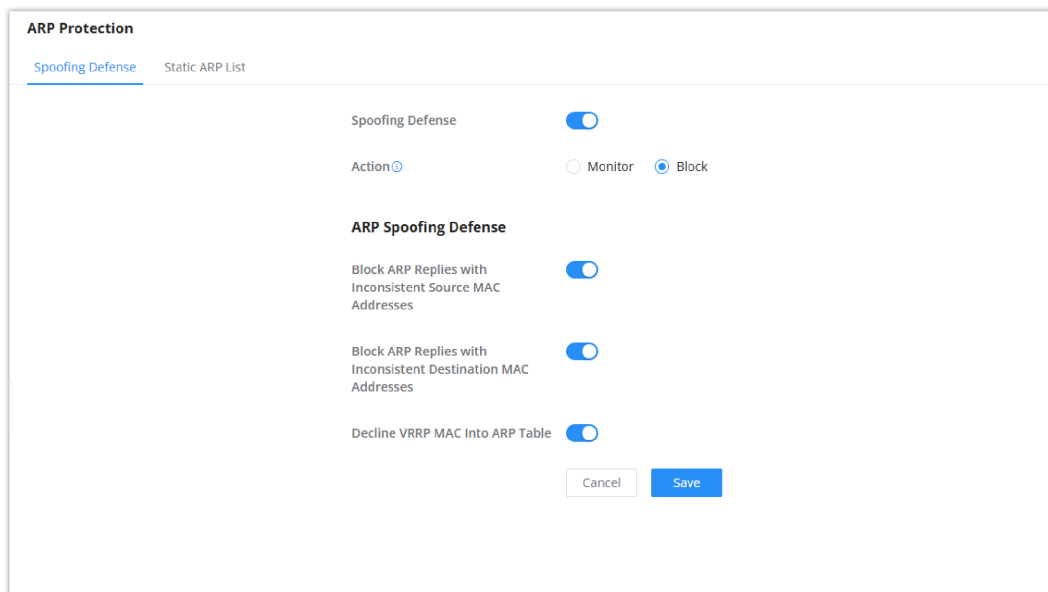 ARP Protection
Spoofing Defense Static ARP List
Spoofing Defense
Action
Monitor Block
ARP Spoofing Defense
Block ARP Replies with
Inconsistent Source MAC
Addresses
Block ARP Replies with
Inconsistent Destination MAC
Addresses
Decline VRRP MAC Into ARP Table
Cancel Save